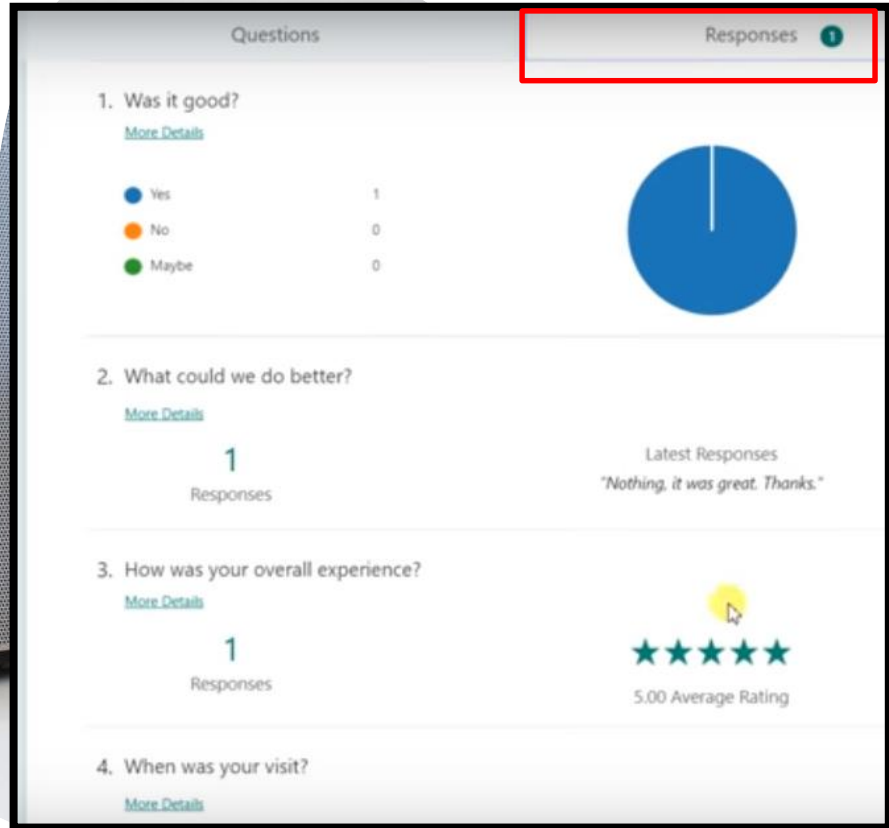 Questions
Responses 1
1. Was it good?
More Details
Yes 1
No 0
Maybe 0
2. What could we do better?
More Details
1
Responses
Latest Responses
"Nothing, it was great. Thanks."
3. How was your overall experience?
More Details
1
Responses
5.00 Average Rating
4. When was your visit?
More Details